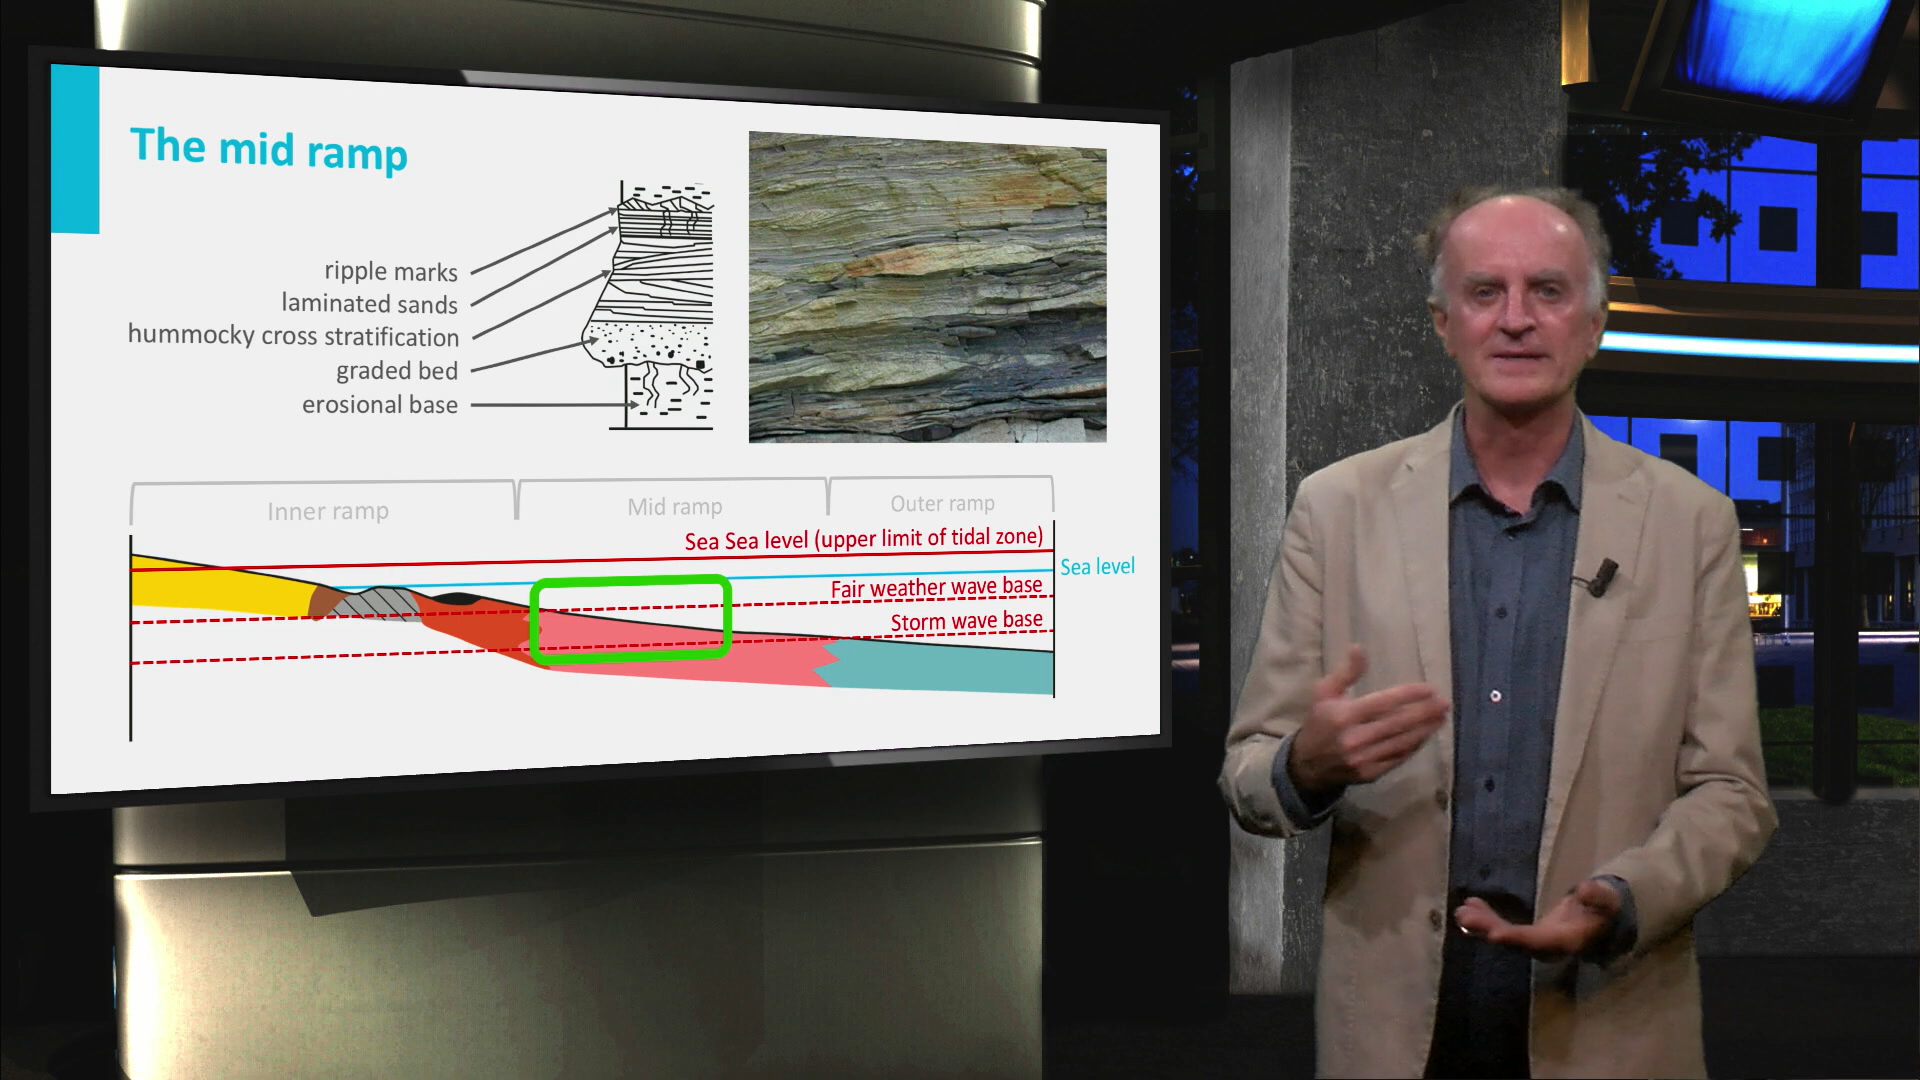 The mid ramp
ripple marks
laminated sands
hummocky cross stratification
graded bed
erosional base
Inner ramp
Mid ramp
Outer ramp
Sea Sea level (upper limit of tidal zone)
Sea level
Fair weather wave base
Storm wave base